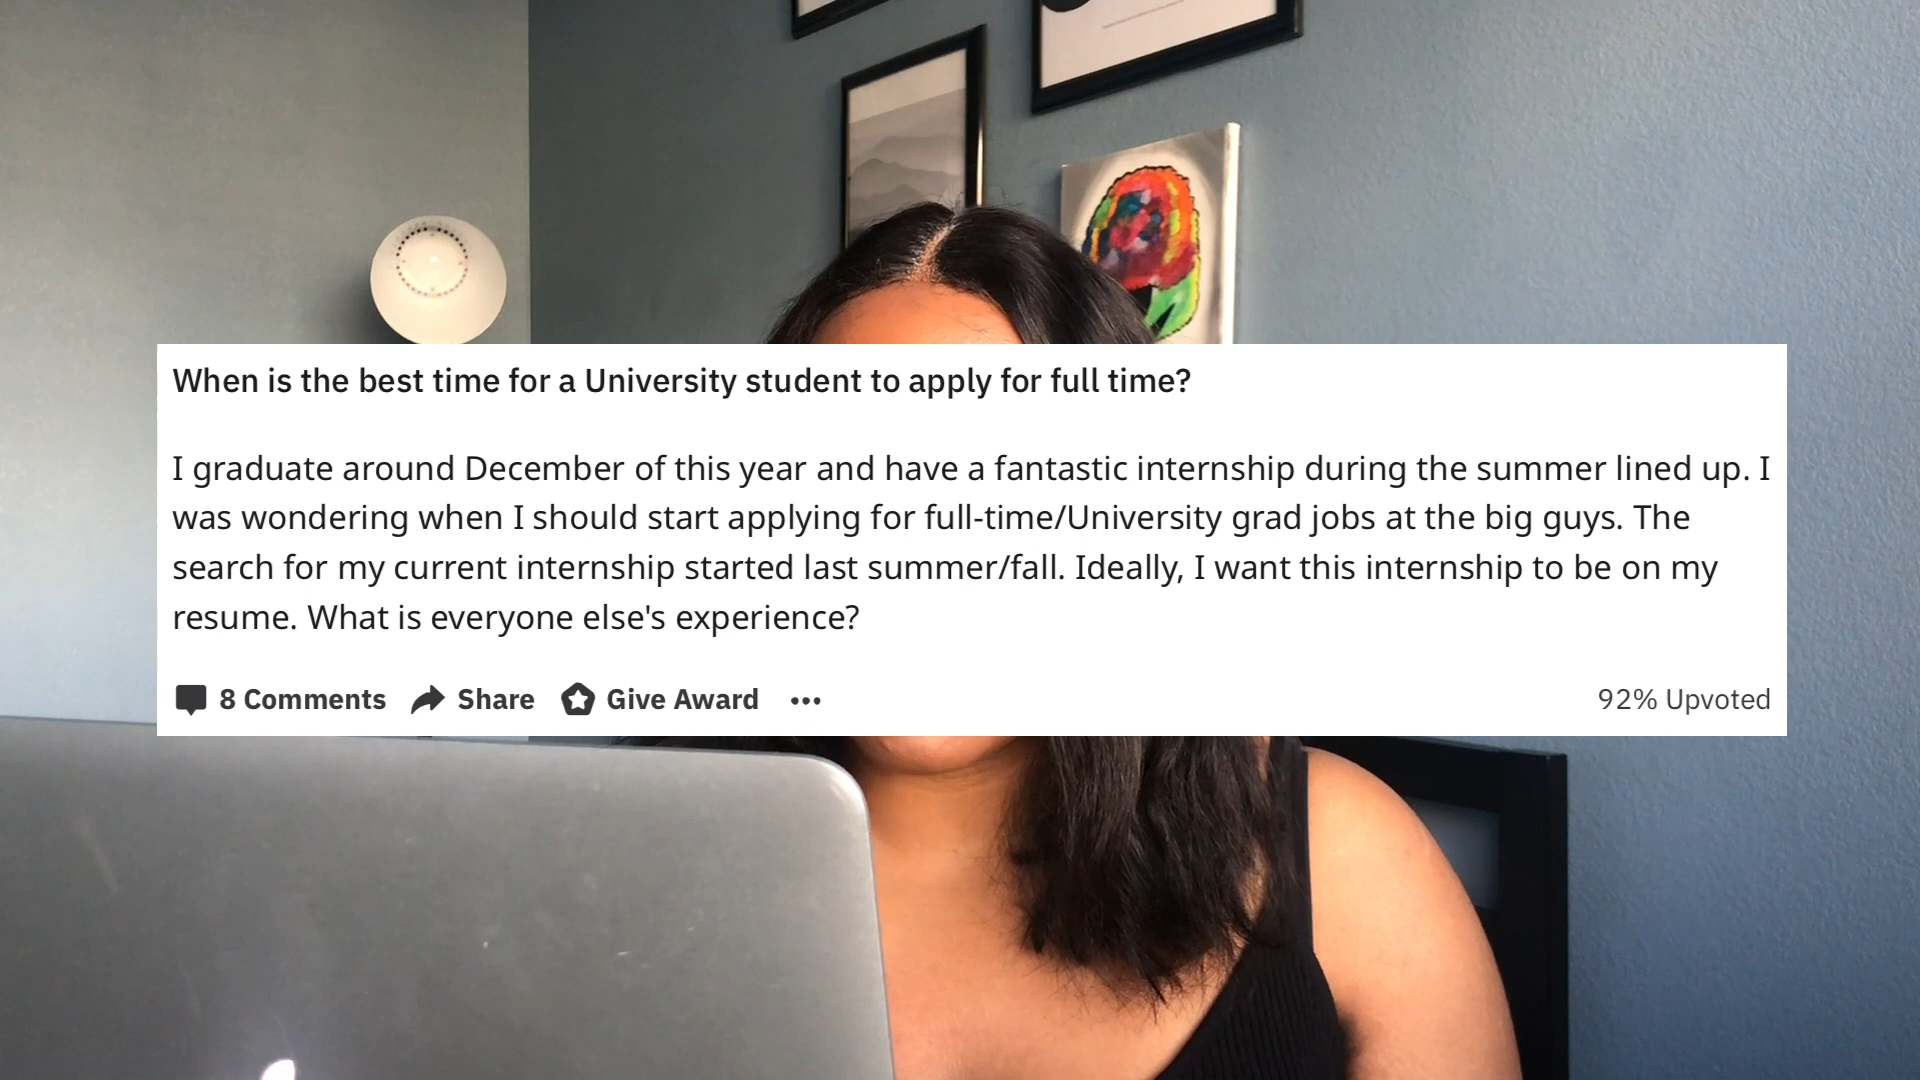 When is the best time for a University student to apply for full time?
I graduate around December of this year and have a fantastic internship during the summer lined up. I
was wondering when I should start applying for full-time/University grad jobs at the big guys. The
search for my current internship started last summer/fall. Ideally, I want this internship to be on my
resume. What is everyone else's experience?
8 Comments Share Give Award ••• 92% Upvoted